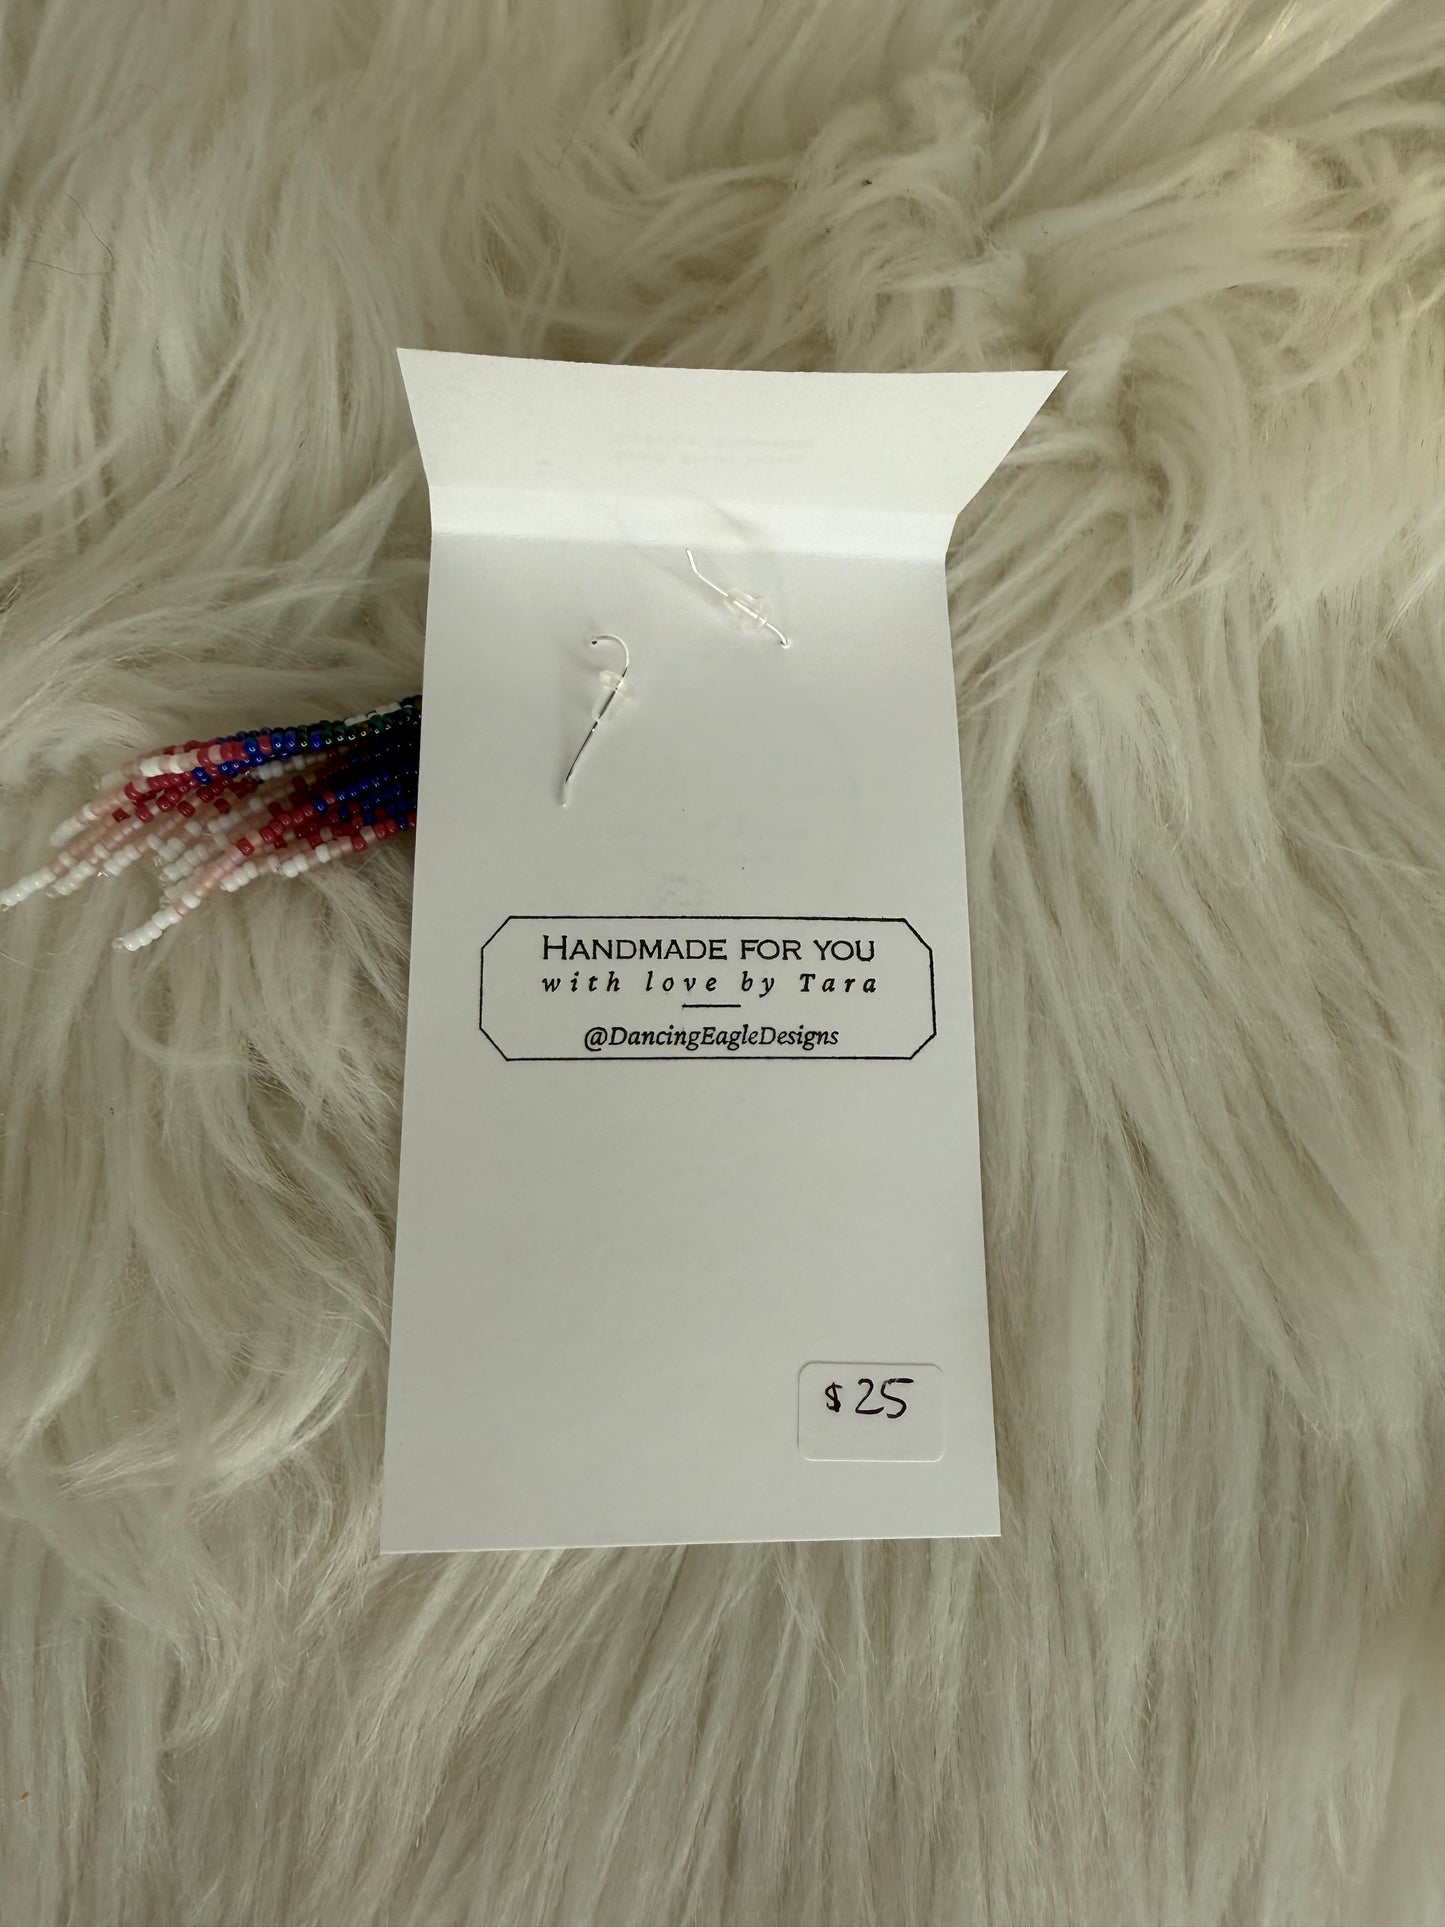 HANDMADE FOR YOU
with love by Tara
@DancingEagleDesigns
$25